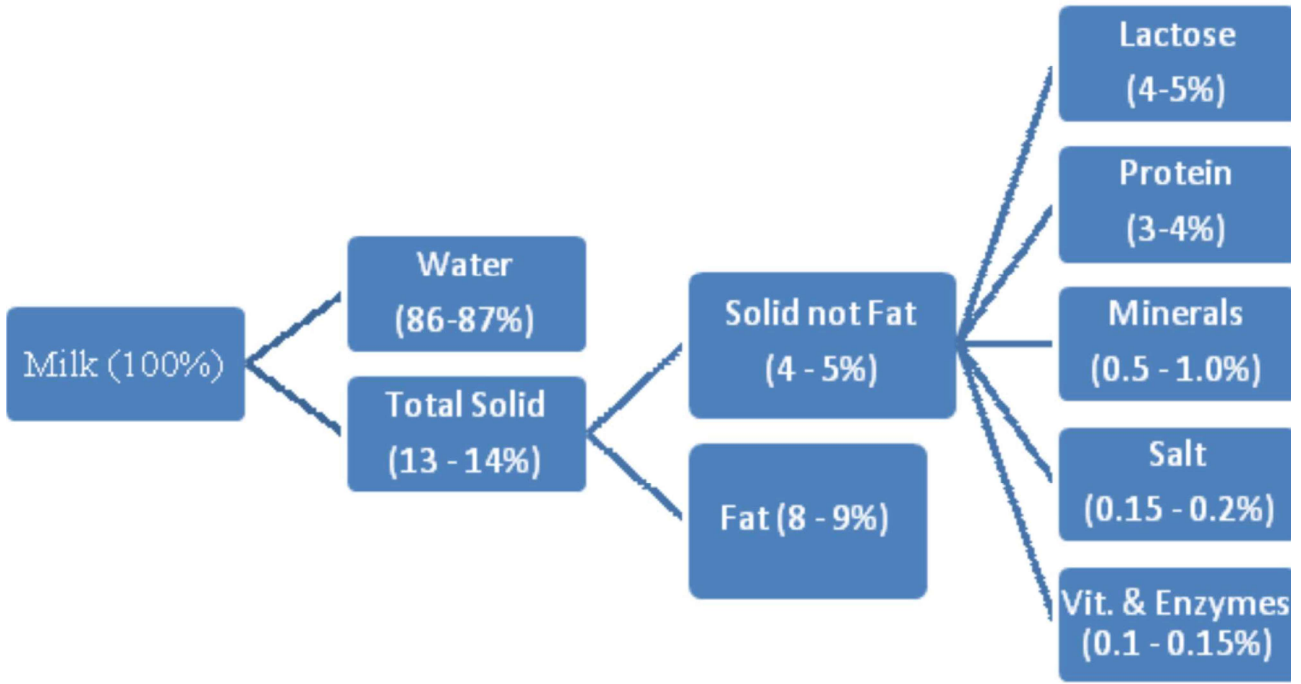 Milk (100%)
Water
(86-87%)
Total Solid
(13 - 14%)
Solid not Fat
(4 - 5%)
Fat (8 - 9%)
Lactose
(4-5%)
Protein
(3-4%)
Minerals
(0.5 - 1.0%)
Salt
(0.15 - 0.2%)
Vit. & Enzymes
(0.1 - 0.15%)